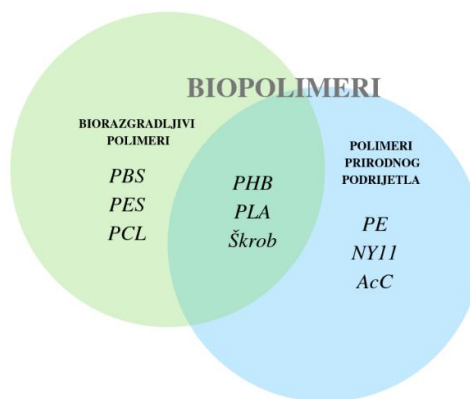 BIOPOLIMERI
BIORAZGRADLJIVI
POLIMERI
PBS
PES
PCL
PHB
PLA
Škrob
POLIMERI
PRIRODNOG
PODRIJETLA
PE
NY11
AcC